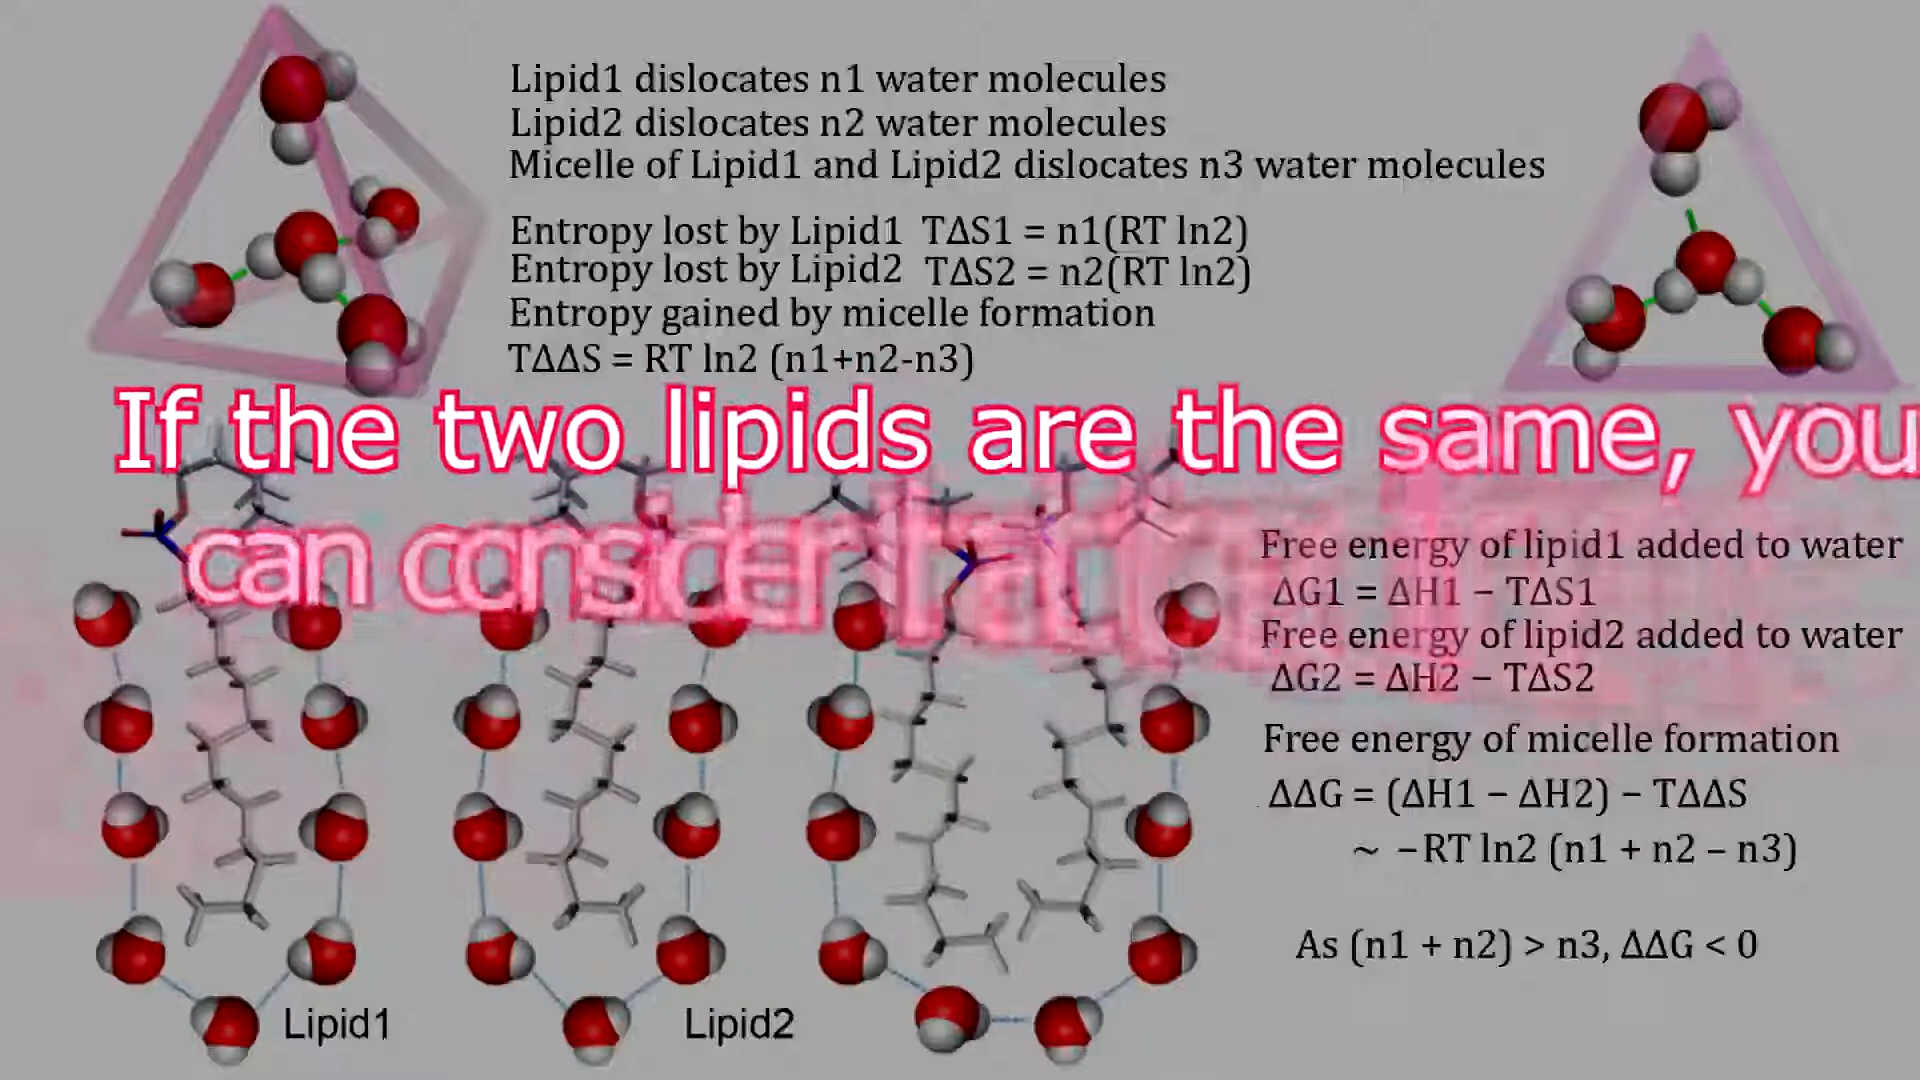 Lipid1 dislocates n1 water molecules
Lipid2 dislocates n2 water molecules
Micelle of Lipid1 and Lipid2 dislocates n3 water molecules
Entropy lost by Lipid1 TΔS1 = n1(RT ln2)
Entropy lost by Lipid2 TΔS2 = n2(RT ln2)
Entropy gained by micelle formation
TΔΔS = RT ln2 (n1+n2-n3)
If the two lipids are the same, you
can consider that
Free energy of lipid1 added to water
ΔG1 = ΔH1 − TΔS1
Free energy of lipid2 added to water
ΔG2 = ΔH2 − TΔS2
Free energy of micelle formation
ΔΔG = (ΔH1 − ΔH2) − TΔΔS
~ −RT ln2 (n1 + n2 − n3)
As (n1 + n2) > n3, ΔΔG < 0
Lipid1
Lipid2